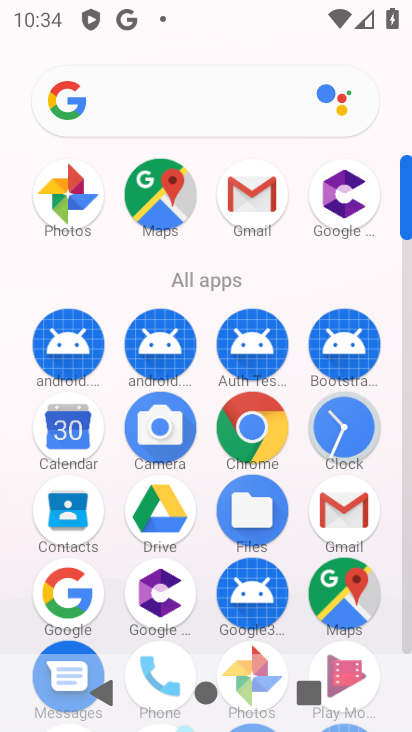 10:34
Photos Maps Gmail Google ...
All apps
android.... android.... Auth Tes... Bootstra...
30
Calendar Camera Chrome Clock
Contacts Drive Files Gmail
Google Google ... Google3... Maps
Messages Phone Photos Play Mo...